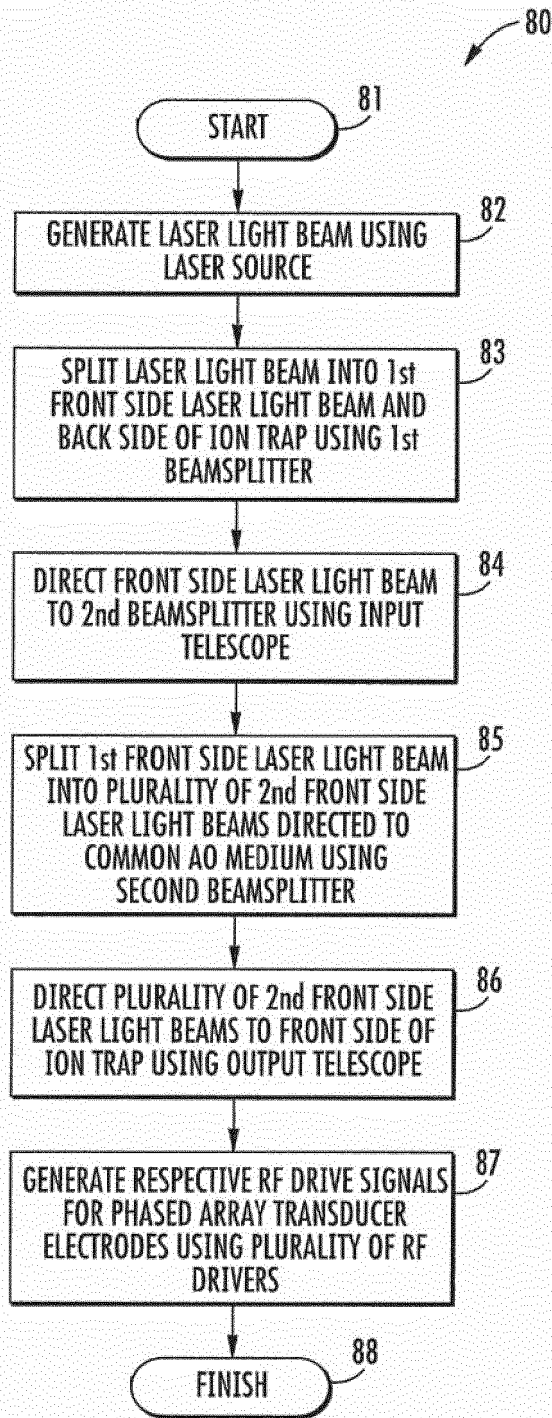 80
81
START
82
GENERATE LASER LIGHT BEAM USING
LASER SOURCE
83
SPLIT LASER LIGHT BEAM INTO 1st
FRONT SIDE LASER LIGHT BEAM AND
BACK SIDE OF ION TRAP USING 1st
BEAMSPLITTER
84
DIRECT FRONT SIDE LASER LIGHT BEAM
TO 2nd BEAMSPLITTER USING INPUT
TELESCOPE
85
SPLIT 1st FRONT SIDE LASER LIGHT BEAM
INTO PLURALITY OF 2nd FRONT SIDE
LASER LIGHT BEAMS DIRECTED TO
COMMON AO MEDIUM USING
SECOND BEAMSPLITTER
86
DIRECT PLURALITY OF 2nd FRONT SIDE
LASER LIGHT BEAMS TO FRONT SIDE OF
ION TRAP USING OUTPUT TELESCOPE
87
GENERATE RESPECTIVE RF DRIVE SIGNALS
FOR PHASED ARRAY TRANSDUCER
ELECTRODES USING PLURALITY OF RF
DRIVERS
88
FINISH